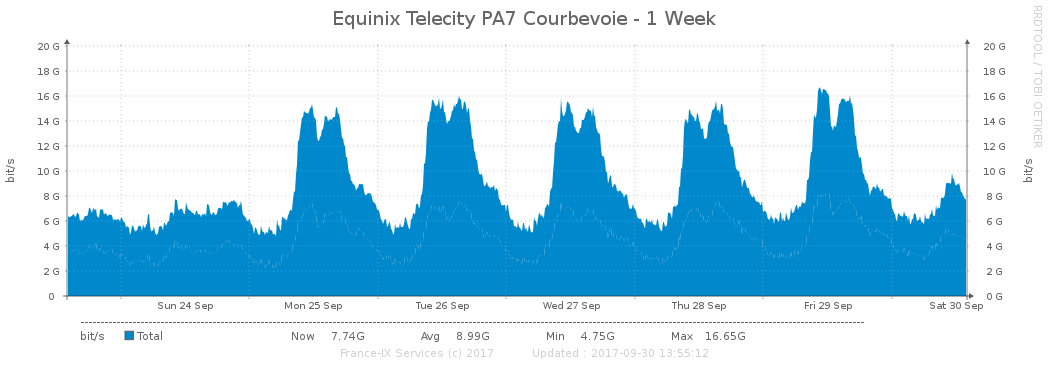 Equinix Telecity PA7 Courbevoie - 1 Week
RRDTOOL / TOBI OETIKER
20 G 20 G
18 G 18 G
16 G 16 G
14 G 14 G
12 G 12 G
10 G 10 G
8 G 8 G
6 G 6 G
4 G 4 G
2 G 2 G
0 0 G
bit/s
bit/s
Sun 24 Sep Mon 25 Sep Tue 26 Sep Wed 27 Sep Thu 28 Sep Fri 29 Sep Sat 30 Sep
bit/s Total Now 7.74G Avg 8.99G Min 4.75G Max 16.65G
France-IX Services (c) 2017 Updated : 2017-09-30 13:55:12